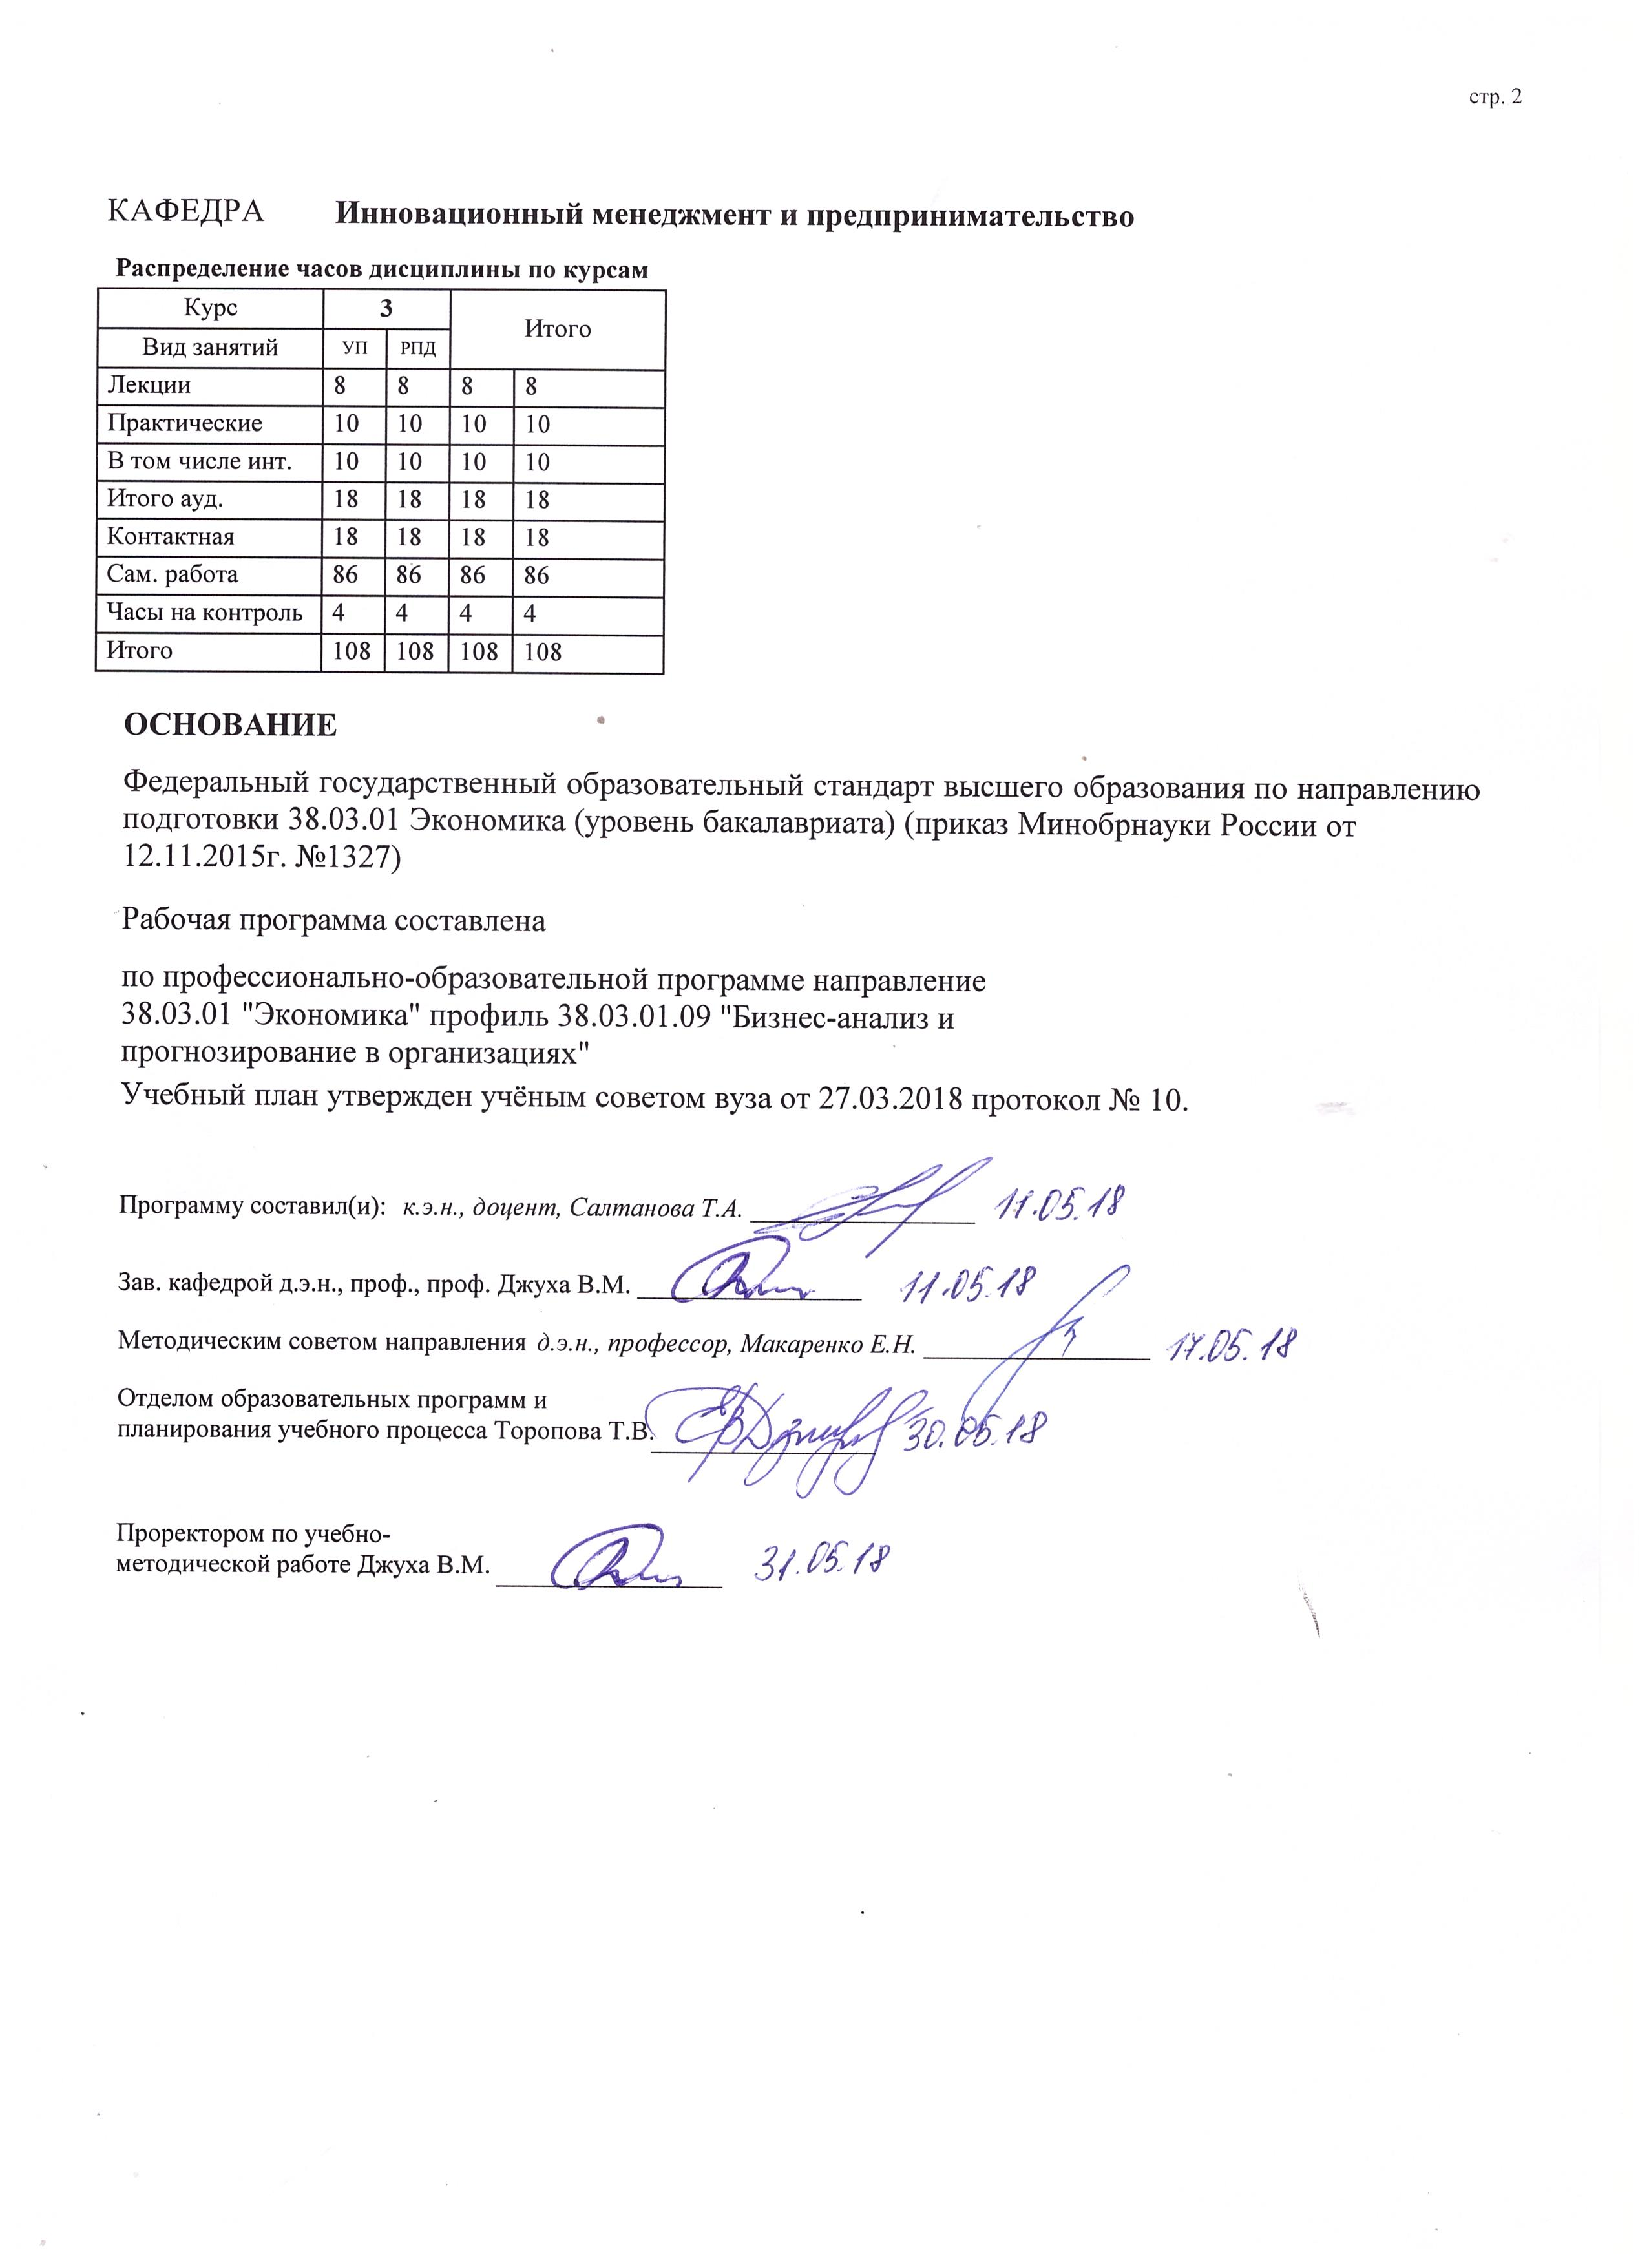 стр. 2
КАФЕДРА Инновационный менеджмент и предпринимательство
Распределение часов дисциплины по курсам
Курс 3 Итого
Вид занятий УП РПД
Лекции 8 8 8 8
Практические 10 10 10 10
В том числе инт. 10 10 10 10
Итого ауд. 18 18 18 18
Контактная 18 18 18 18
Сам. работа 86 86 86 86
Часы на контроль 4 4 4 4
Итого 108 108 108 108
ОСНОВАНИЕ
Федеральный государственный образовательный стандарт высшего образования по направлению
подготовки 38.03.01 Экономика (уровень бакалавриата) (приказ Минобрнауки России от
12.11.2015г. №1327)
Рабочая программа составлена
по профессионально-образовательной программе направление
38.03.01 "Экономика" профиль 38.03.01.09 "Бизнес-анализ и
прогнозирование в организациях"
Учебный план утвержден учёным советом вуза от 27.03.2018 протокол № 10.
Программу составил(и): к.э.н., доцент, Салтанова Т.А. 11.05.18
Зав. кафедрой д.э.н., проф., проф. Джуха В.М. 11.05.18
Методическим советом направления д.э.н., профессор, Макаренко Е.Н. 17.05.18
Отделом образовательных программ и
планирования учебного процесса Торопова Т.В. 30.05.18
Проректором по учебно-
методической работе Джуха В.М. 31.05.18